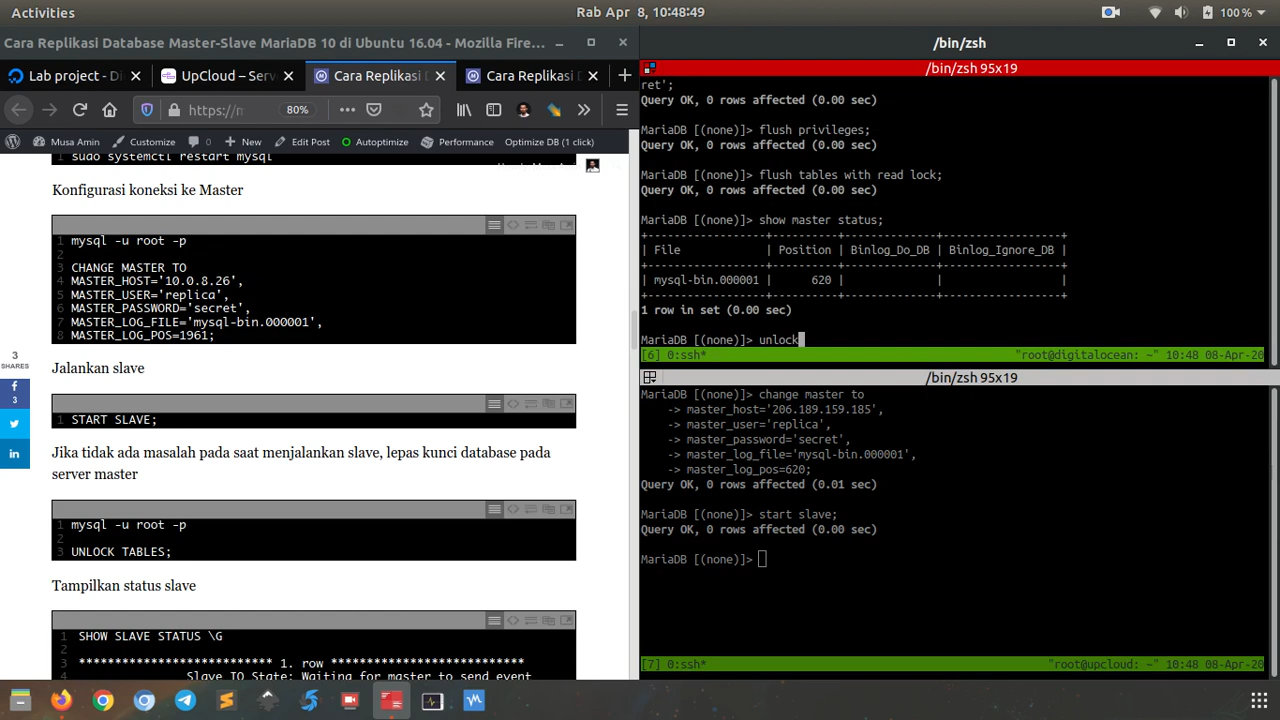 Activities
Rab Apr 8, 10:48:49
100 %
Cara Replikasi Database Master-Slave MariaDB 10 di Ubuntu 16.04 - Mozilla Fire...
Lab project - Di
UpCloud – Serv
Cara Replikasi D
Cara Replikasi D
https://m
80%
Musa Amin
Customize
0
New
Edit Post
Autoptimize
Performance
Optimize DB (1 click)
1 sudo systemctl restart mysql
Konfigurasi koneksi ke Master
1 mysql -u root -p
2
3 CHANGE MASTER TO
4 MASTER_HOST='10.0.8.26',
5 MASTER_USER='replica',
6 MASTER_PASSWORD='secret',
7 MASTER_LOG_FILE='mysql-bin.000001',
8 MASTER_LOG_POS=1961;
3
SHARES
3
Jalankan slave
1 START SLAVE;
Jika tidak ada masalah pada saat menjalankan slave, lepas kunci database pada
server master
1 mysql -u root -p
2
3 UNLOCK TABLES;
Tampilkan status slave
1 SHOW SLAVE STATUS \G
2
3 *************************** 1. row ***************************
4 Slave_IO_State: Waiting for master to send event
/bin/zsh
/bin/zsh 95x19
ret';
Query OK, 0 rows affected (0.00 sec)
MariaDB [(none)]> flush privileges;
Query OK, 0 rows affected (0.00 sec)
MariaDB [(none)]> flush tables with read lock;
Query OK, 0 rows affected (0.00 sec)
MariaDB [(none)]> show master status;
+------------------+----------+--------------+------------------+
| File | Position | Binlog_Do_DB | Binlog_Ignore_DB |
+------------------+----------+--------------+------------------+
| mysql-bin.000001 | 620 | | |
+------------------+----------+--------------+------------------+
1 row in set (0.00 sec)
MariaDB [(none)]> unlock
[6] 0:ssh* "root@digitalocean: ~" 10:48 08-Apr-20
/bin/zsh 95x19
MariaDB [(none)]> change master to
-> master_host='206.189.159.185',
-> master_user='replica',
-> master_password='secret',
-> master_log_file='mysql-bin.000001',
-> master_log_pos=620;
Query OK, 0 rows affected (0.01 sec)
MariaDB [(none)]> start slave;
Query OK, 0 rows affected (0.00 sec)
MariaDB [(none)]>
[7] 0:ssh* "root@upcloud: ~" 10:48 08-Apr-20